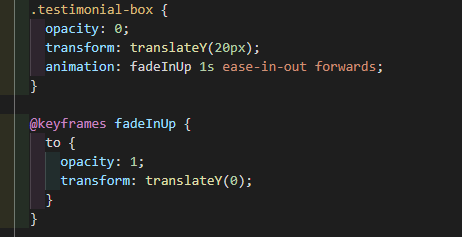 .testimonial-box {
  opacity: 0;
  transform: translateY(20px);
  animation: fadeInUp 1s ease-in-out forwards;
}
@keyframes fadeInUp {
  to {
    opacity: 1;
    transform: translateY(0);
  }
}